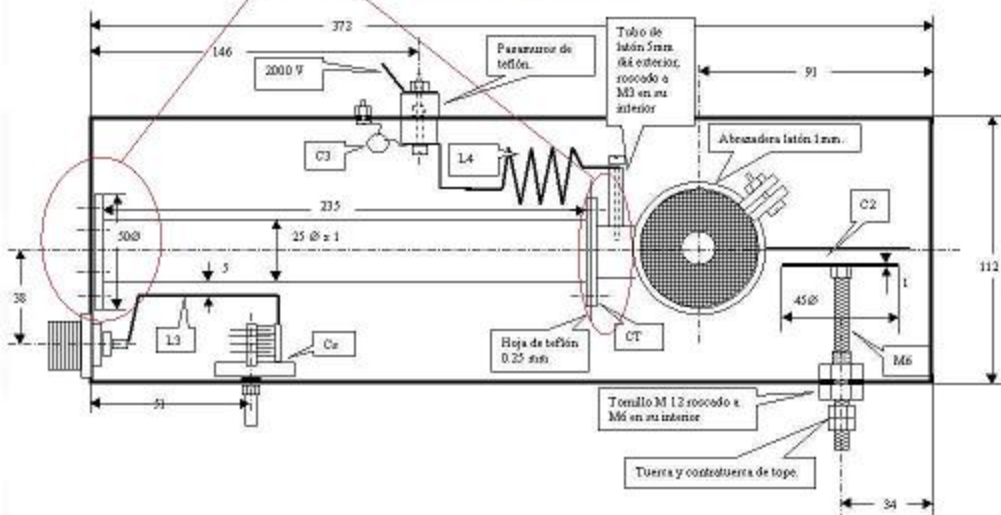 372
146
Pasamuros de
teflón.
Tubo de
latón 5mm
diá exterior,
roscado a
M3 en su
interior
2000 V
91
Abrazadera latón 1mm.
C3
L4
235
C2
50Ø
25 Ø x 1
112
5
1
38
45Ø
L3
Cs
Hoja de teflón
0.25 mm
CT
M6
51
Tornillo M 12 roscado a
M6 en su interior
Tuerca y contratuerca de tope.
34